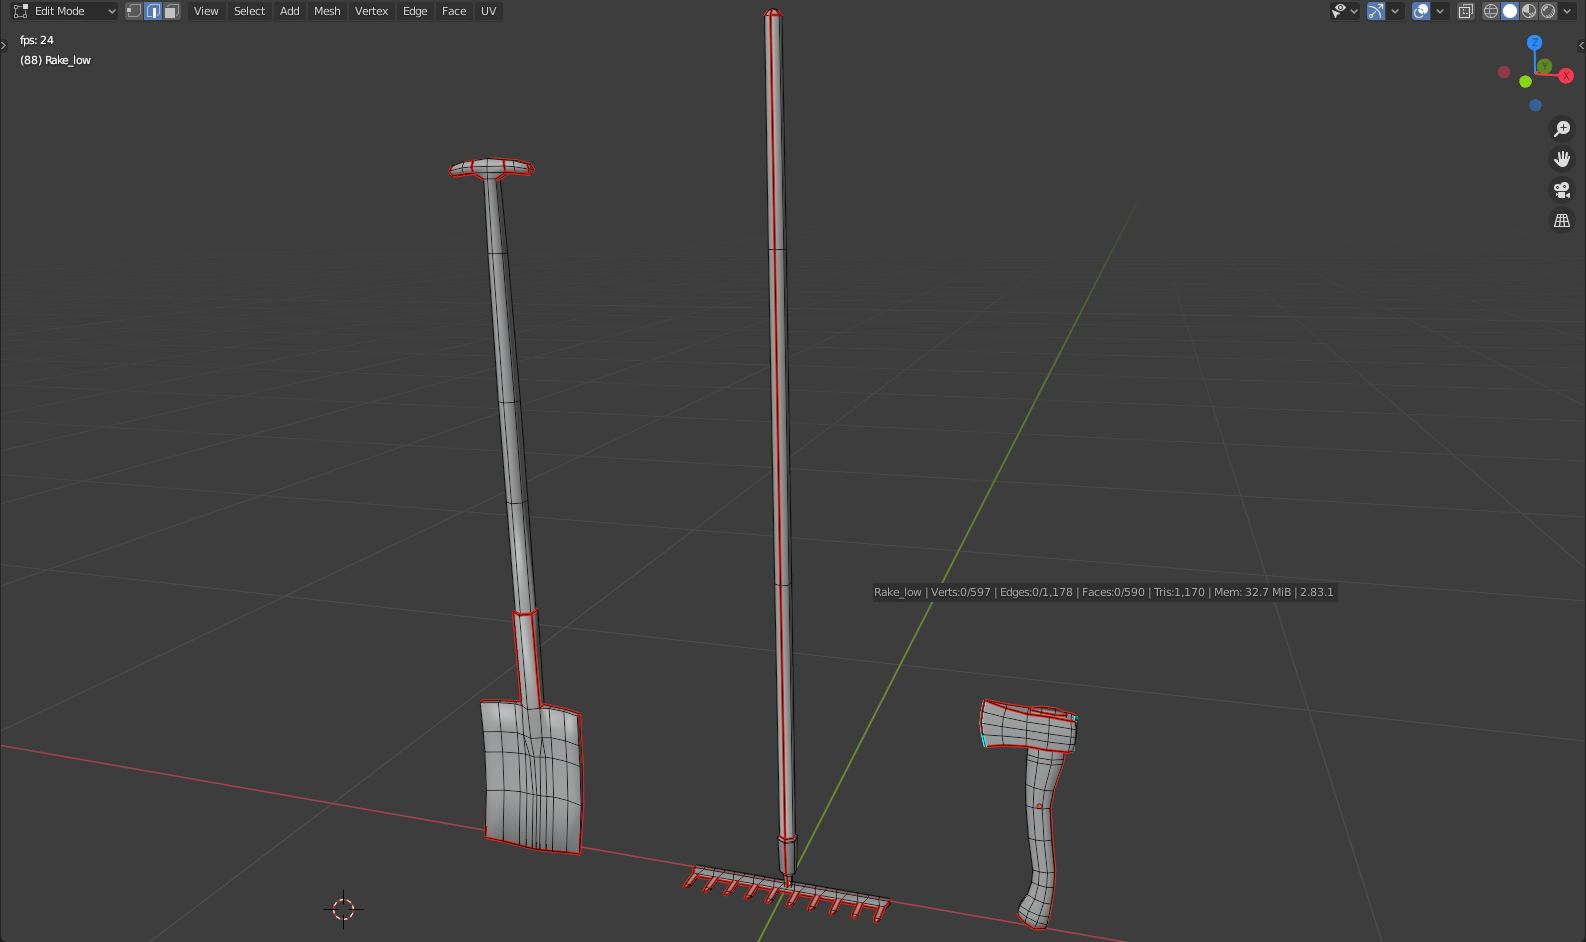 Edit Mode View Select Add Mesh Vertex Edge Face UV
fps: 24
(88) Rake_low
Z
Y
X
Rake_low | Verts:0/597 | Edges:0/1,178 | Faces:0/590 | Tris:1,170 | Mem: 32.7 MiB | 2.83.1